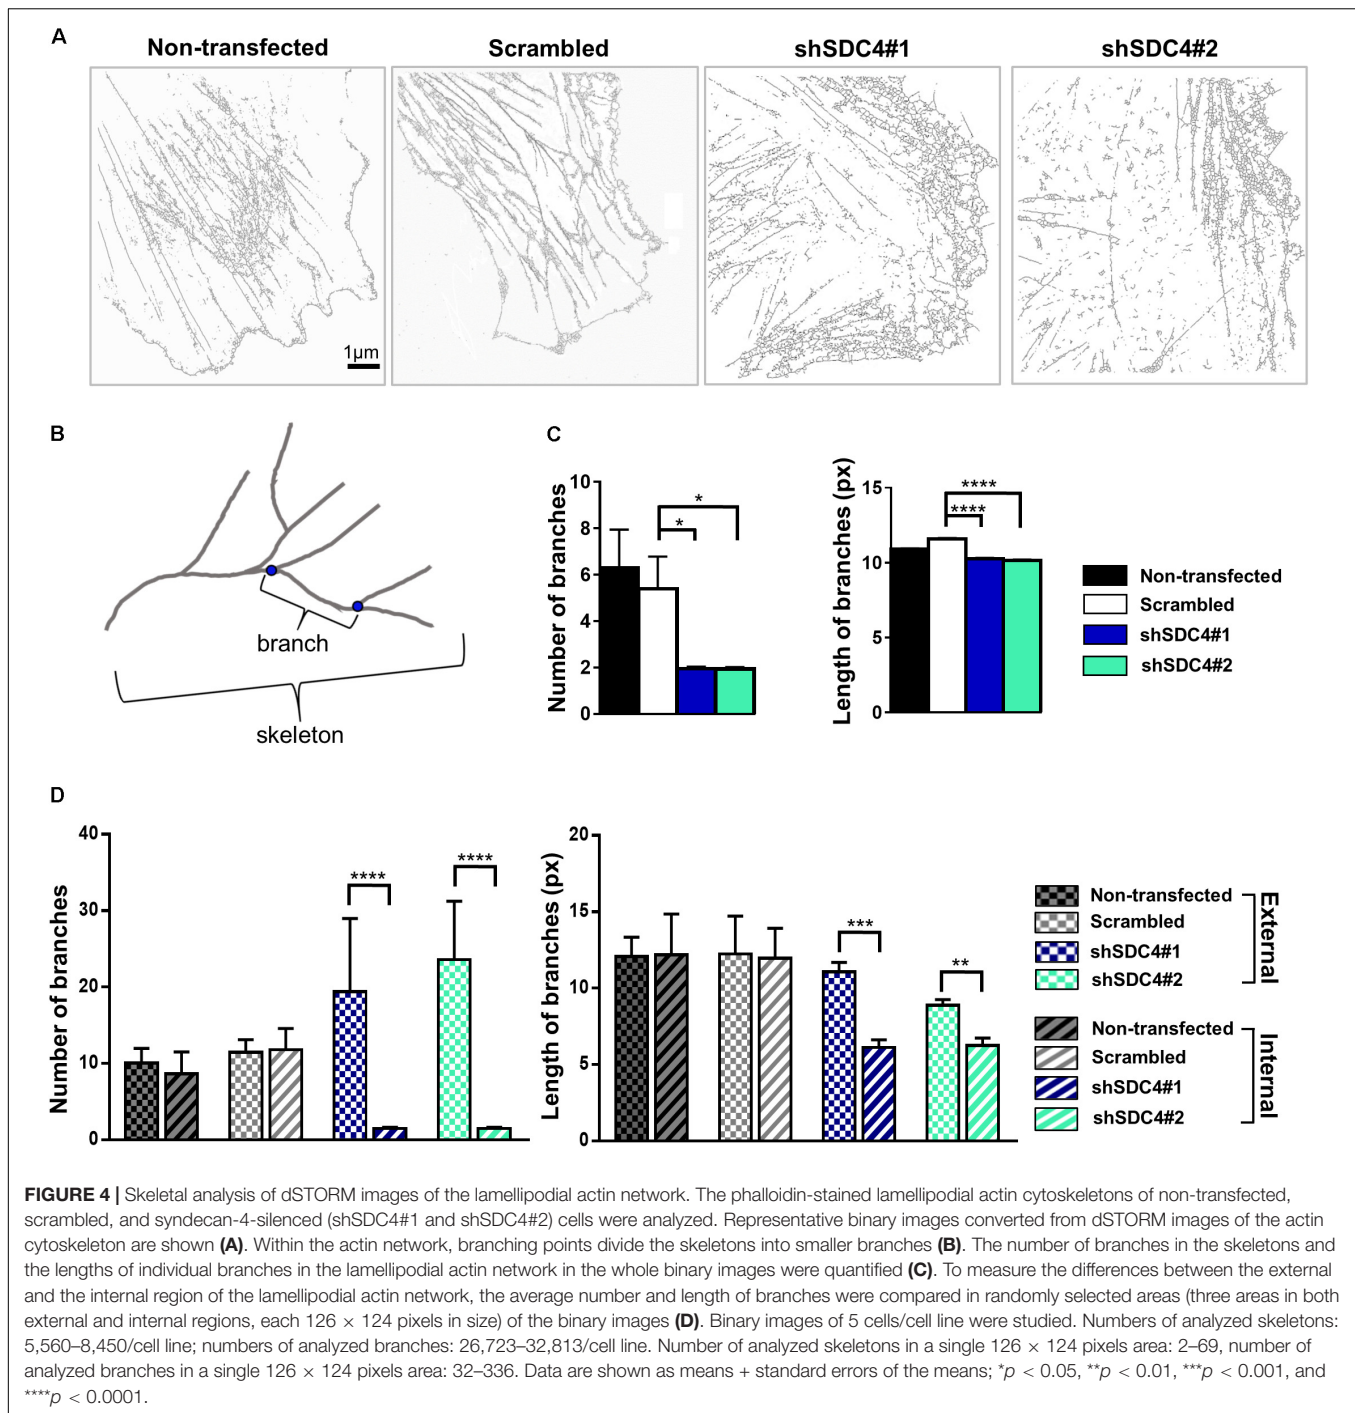 A
Non-transfected Scrambled shSDC4#1 shSDC4#2
1µm
B
branch
skeleton
C
Number of branches
10
8
6
4
2
0
*
*
Length of branches (px)
15
10
5
0
****
****
Non-transfected
Scrambled
shSDC4#1
shSDC4#2
D
Number of branches
40
30
20
10
0
****
****
Length of branches (px)
20
15
10
5
0
***
**
Non-transfected
Scrambled
shSDC4#1
shSDC4#2
External
Non-transfected
Scrambled
shSDC4#1
shSDC4#2
Internal
FIGURE 4 | Skeletal analysis of dSTORM images of the lamellipodial actin network. The phalloidin-stained lamellipodial actin cytoskeletons of non-transfected,
scrambled, and syndecan-4-silenced (shSDC4#1 and shSDC4#2) cells were analyzed. Representative binary images converted from dSTORM images of the actin
cytoskeleton are shown (A). Within the actin network, branching points divide the skeletons into smaller branches (B). The number of branches in the skeletons and
the lengths of individual branches in the lamellipodial actin network in the whole binary images were quantified (C). To measure the differences between the external
and the internal region of the lamellipodial actin network, the average number and length of branches were compared in randomly selected areas (three areas in both
external and internal regions, each 126 × 124 pixels in size) of the binary images (D). Binary images of 5 cells/cell line were studied. Numbers of analyzed skeletons:
5,560–8,450/cell line; numbers of analyzed branches: 26,723–32,813/cell line. Number of analyzed skeletons in a single 126 × 124 pixels area: 2–69, number of
analyzed branches in a single 126 × 124 pixels area: 32–336. Data are shown as means + standard errors of the means; *p < 0.05, **p < 0.01, ***p < 0.001, and
****p < 0.0001.